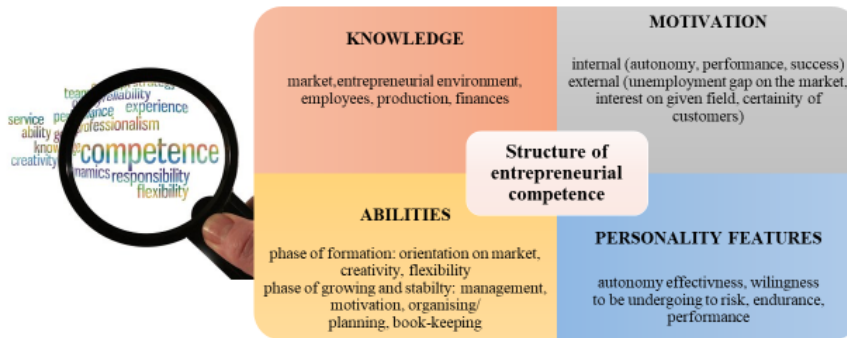 team
strategy
reliability
experience
service
ability
professionalism
creativity
competence
responsibility
flexibility
KNOWLEDGE
market,entrepreneurial environment,
employees, production, finances
MOTIVATION
internal (autonomy, performance, success)
external (unemployment gap on the market,
interest on given field, certainity of
customers)
Structure of
entrepreneurial
competence
ABILITIES
phase of formation: orientation on market,
creativity, flexibility
phase of growing and stabilty: management,
motivation, organising/
planning, book-keeping
PERSONALITY FEATURES
autonomy effectivness, wilingness
to be undergoing to risk, endurance,
performance